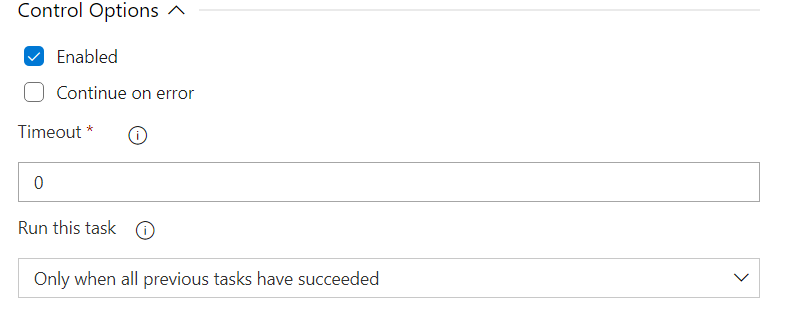 Control Options
Enabled
Continue on error
Timeout *
0
Run this task
Only when all previous tasks have succeeded